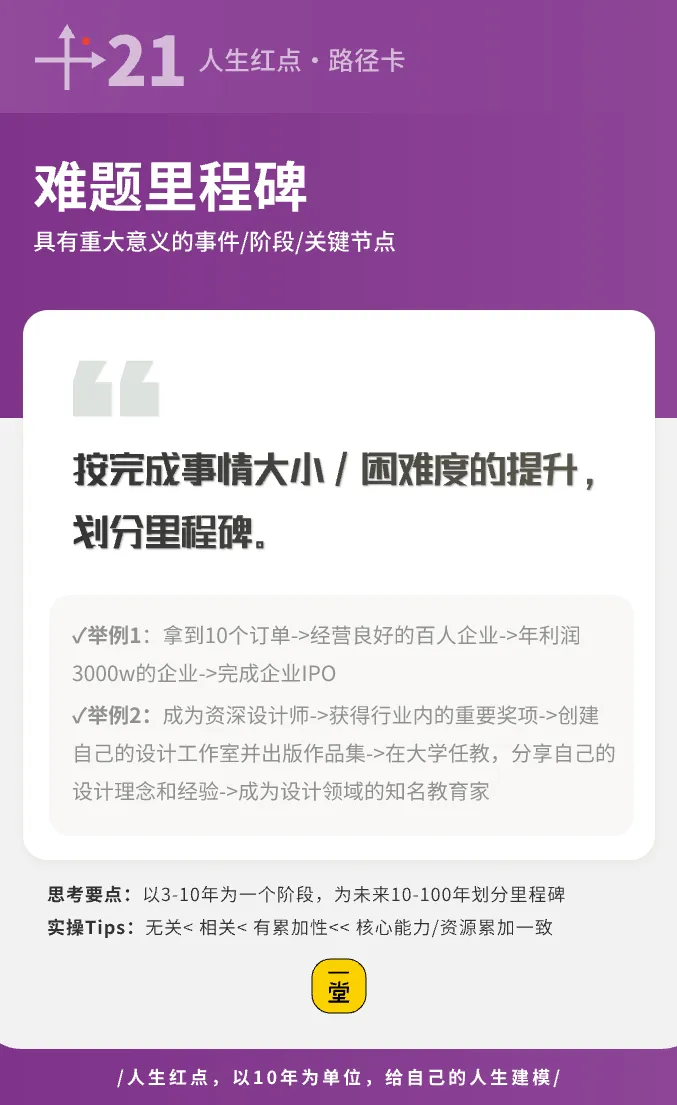 21 人生红点·路径卡
难题里程碑
具有重大意义的事件/阶段/关键节点
按完成事情大小/困难度的提升，
划分里程碑。
✓举例1：拿到10个订单->经营良好的百人企业->年利润
3000w的企业->完成企业IPO
✓举例2：成为资深设计师->获得行业内的重要奖项->创建
自己的设计工作室并出版作品集->在大学任教，分享自己的
设计理念和经验->成为设计领域的知名教育家
思考要点：以3-10年为一个阶段，为未来10-100年划分里程碑
实操Tips：无关< 相关< 有累加性<< 核心能力/资源累加一致
一
堂
/人生红点，以10年为单位，给自己的人生建模/